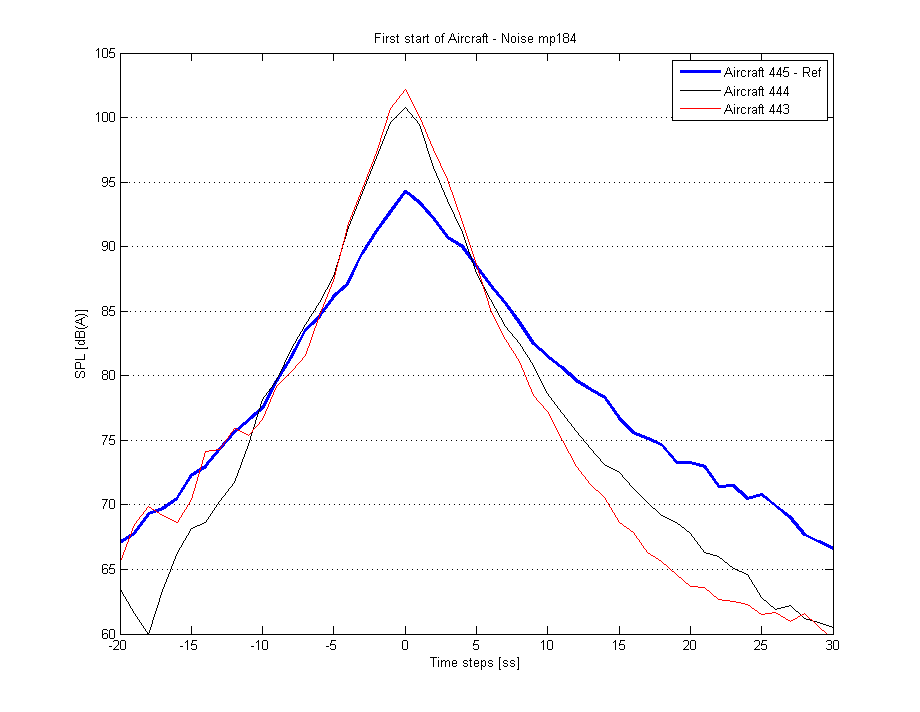 First start of Aircraft - Noise mp184
105
100
95
90
85
80
75
70
65
60
SPL [dB(A)]
Aircraft 445 - Ref
Aircraft 444
Aircraft 443
-20 -15 -10 -5 0 5 10 15 20 25 30
Time steps [ss]